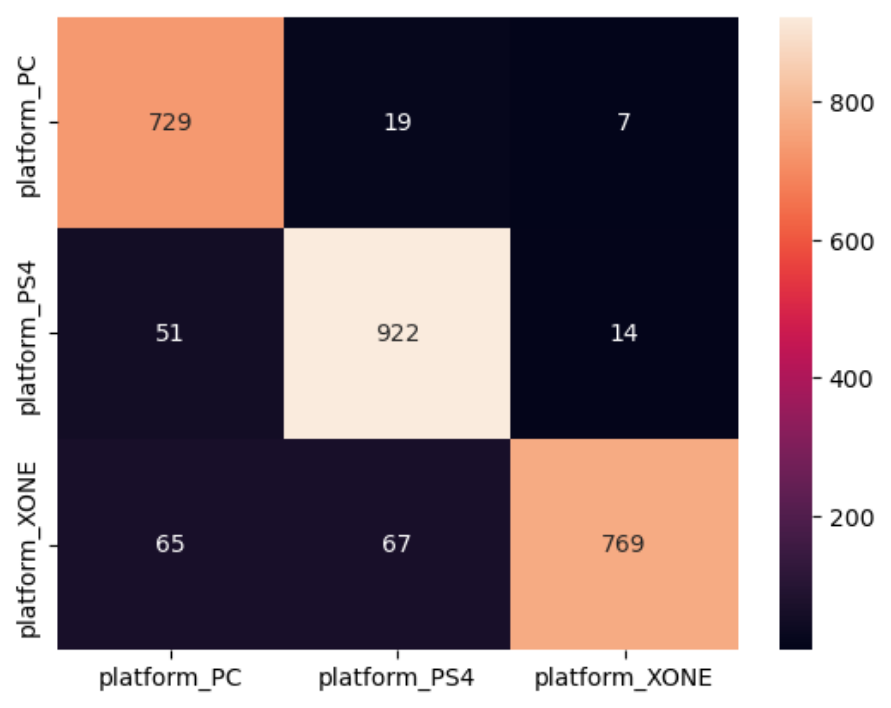 platform_PC
729 19 7
800
600
platform_PS4
51 922 14
400
platform_XONE
65 67 769
200
platform_PC platform_PS4 platform_XONE